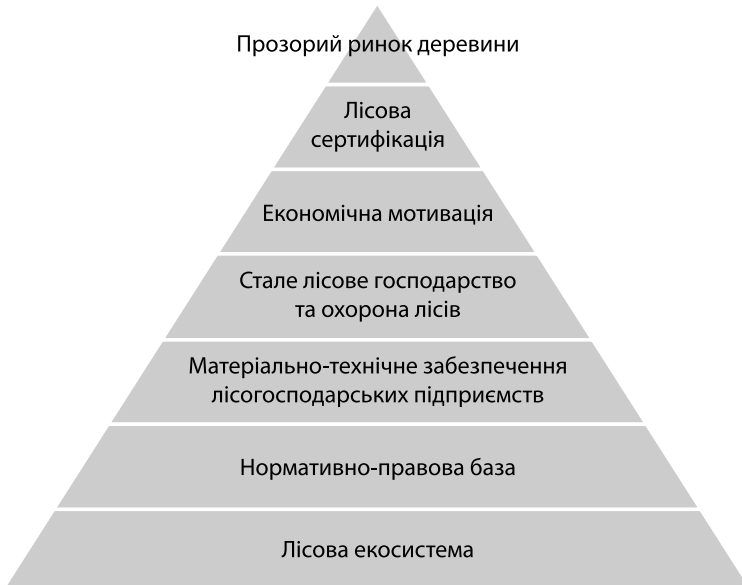 Прозорий ринок деревини
Лісова
сертифікація
Економічна мотивація
Стале лісове господарство
та охорона лісів
Матеріально-технічне забезпечення
лісогосподарських підприємств
Нормативно-правова база
Лісова екосистема